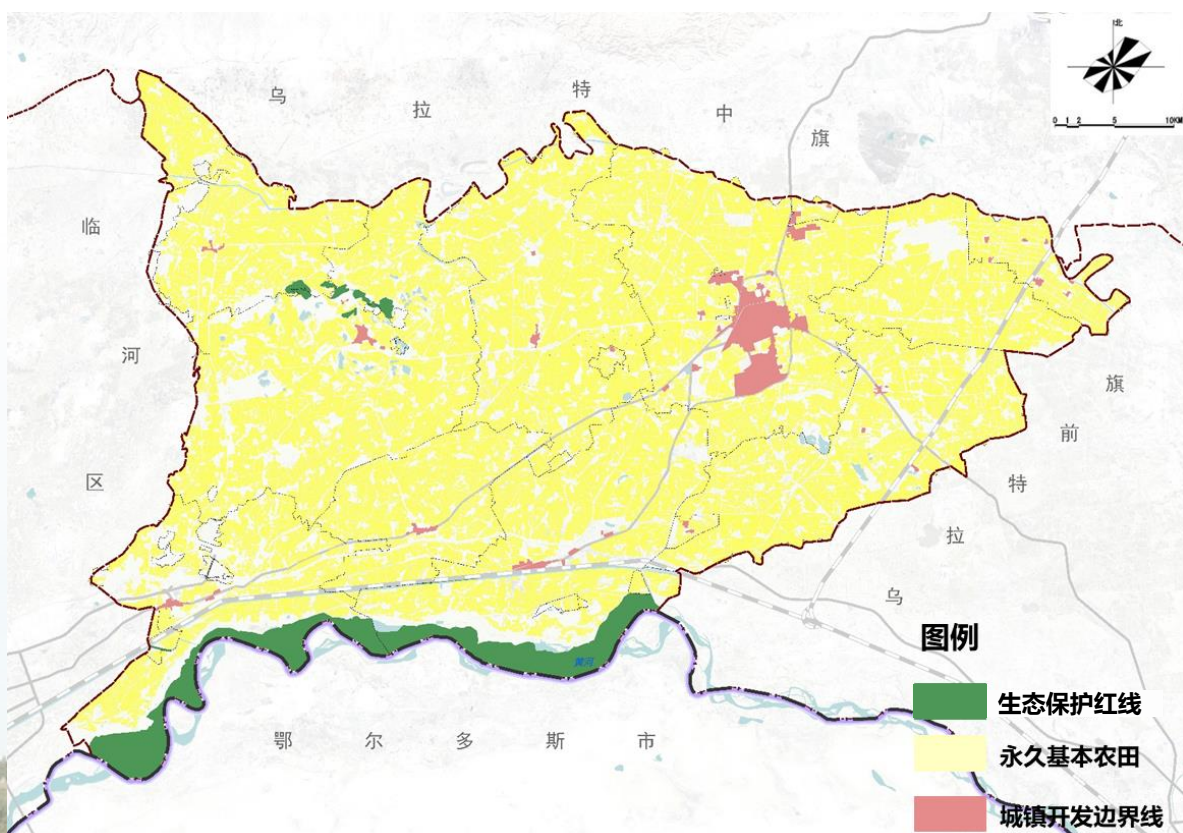 北
0 1 2 5 10KM
乌拉特中旗
临河区
乌拉特前旗
黄河
鄂尔多斯市
图例
生态保护红线
永久基本农田
城镇开发边界线